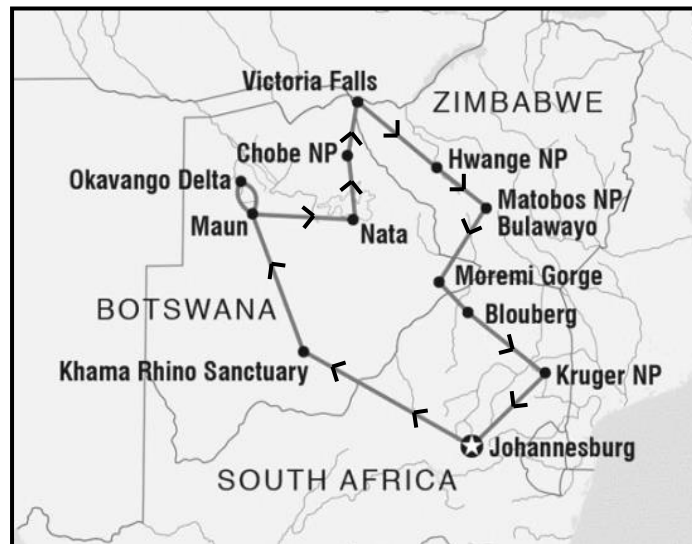 Victoria Falls
ZIMBABWE
Chobe NP
Hwange NP
Okavango Delta
Matobos NP/
Bulawayo
Maun
Nata
Moremi Gorge
BOTSWANA
Blouberg
Khama Rhino Sanctuary
Kruger NP
Johannesburg
SOUTH AFRICA